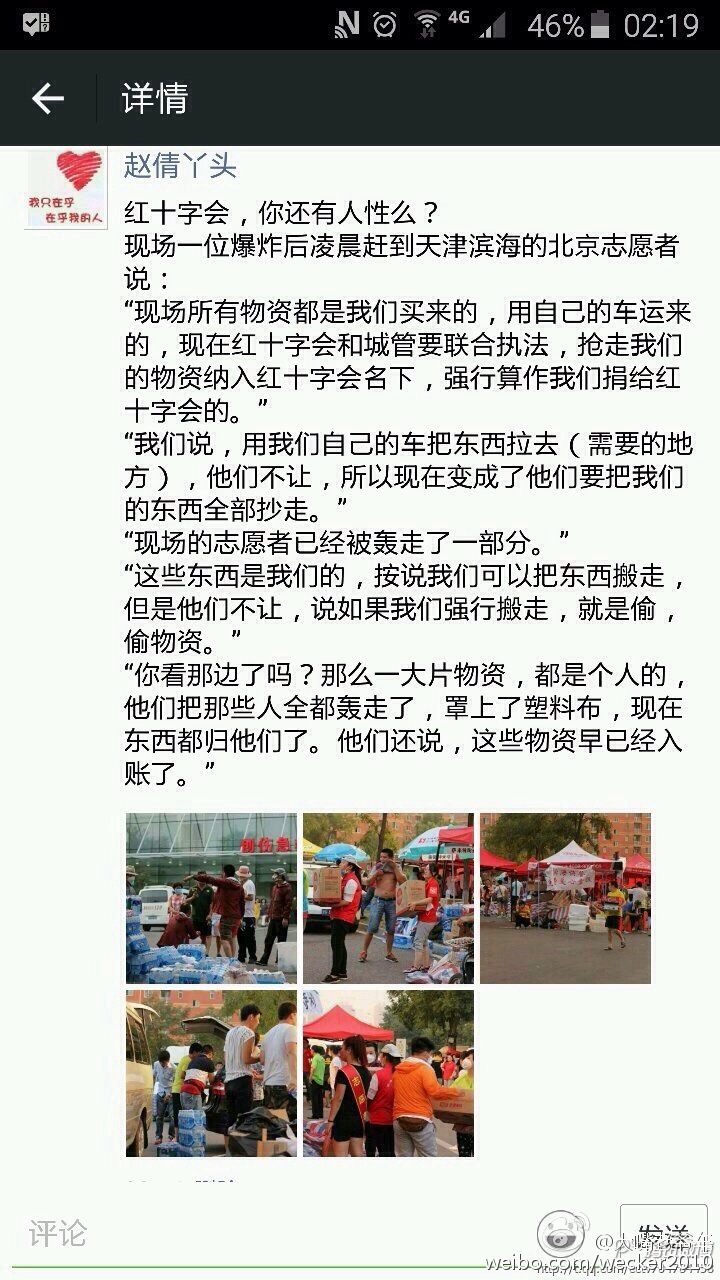 4G 46% 02:19
详情
我只在乎
在乎我的人
赵倩丫头
红十字会，你还有人性么？
现场一位爆炸后凌晨赶到天津滨海的北京志愿者
说：
“现场所有物资都是我们买来的，用自己的车运来
的，现在红十字会和城管要联合执法，抢走我们
的物资纳入红十字会名下，强行算作我们捐给红
十字会的。”
“我们说，用我们自己的车把东西拉去（需要的地
方），他们不让，所以现在变成了他们要把我们
的东西全部抄走。”
“现场的志愿者已经被轰走了一部分。”
“这些东西是我们的，按说我们可以把东西搬走，
但是他们不让，说如果我们强行搬走，就是偷，
偷物资。”
“你看那边了吗？那么一大片物资，都是个人的，
他们把那些人全都轰走了，罩上了塑料布，现在
东西都归他们了。他们还说，这些物资早已经入
账了。”
创伤急
评论
发送
weibo.com/wecker2010